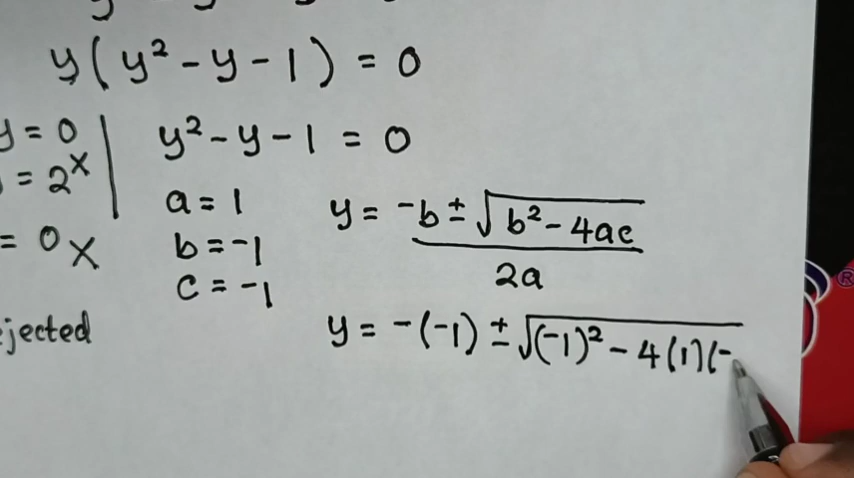 y(y² - y - 1) = 0
y = 0
= 2ˣ
= 0 x
jected
y² - y - 1 = 0
a = 1
b = -1
c = -1
y = -b ± √(b² - 4ac) / 2a
y = -(-1) ± √(-1)² - 4(1)(-
®